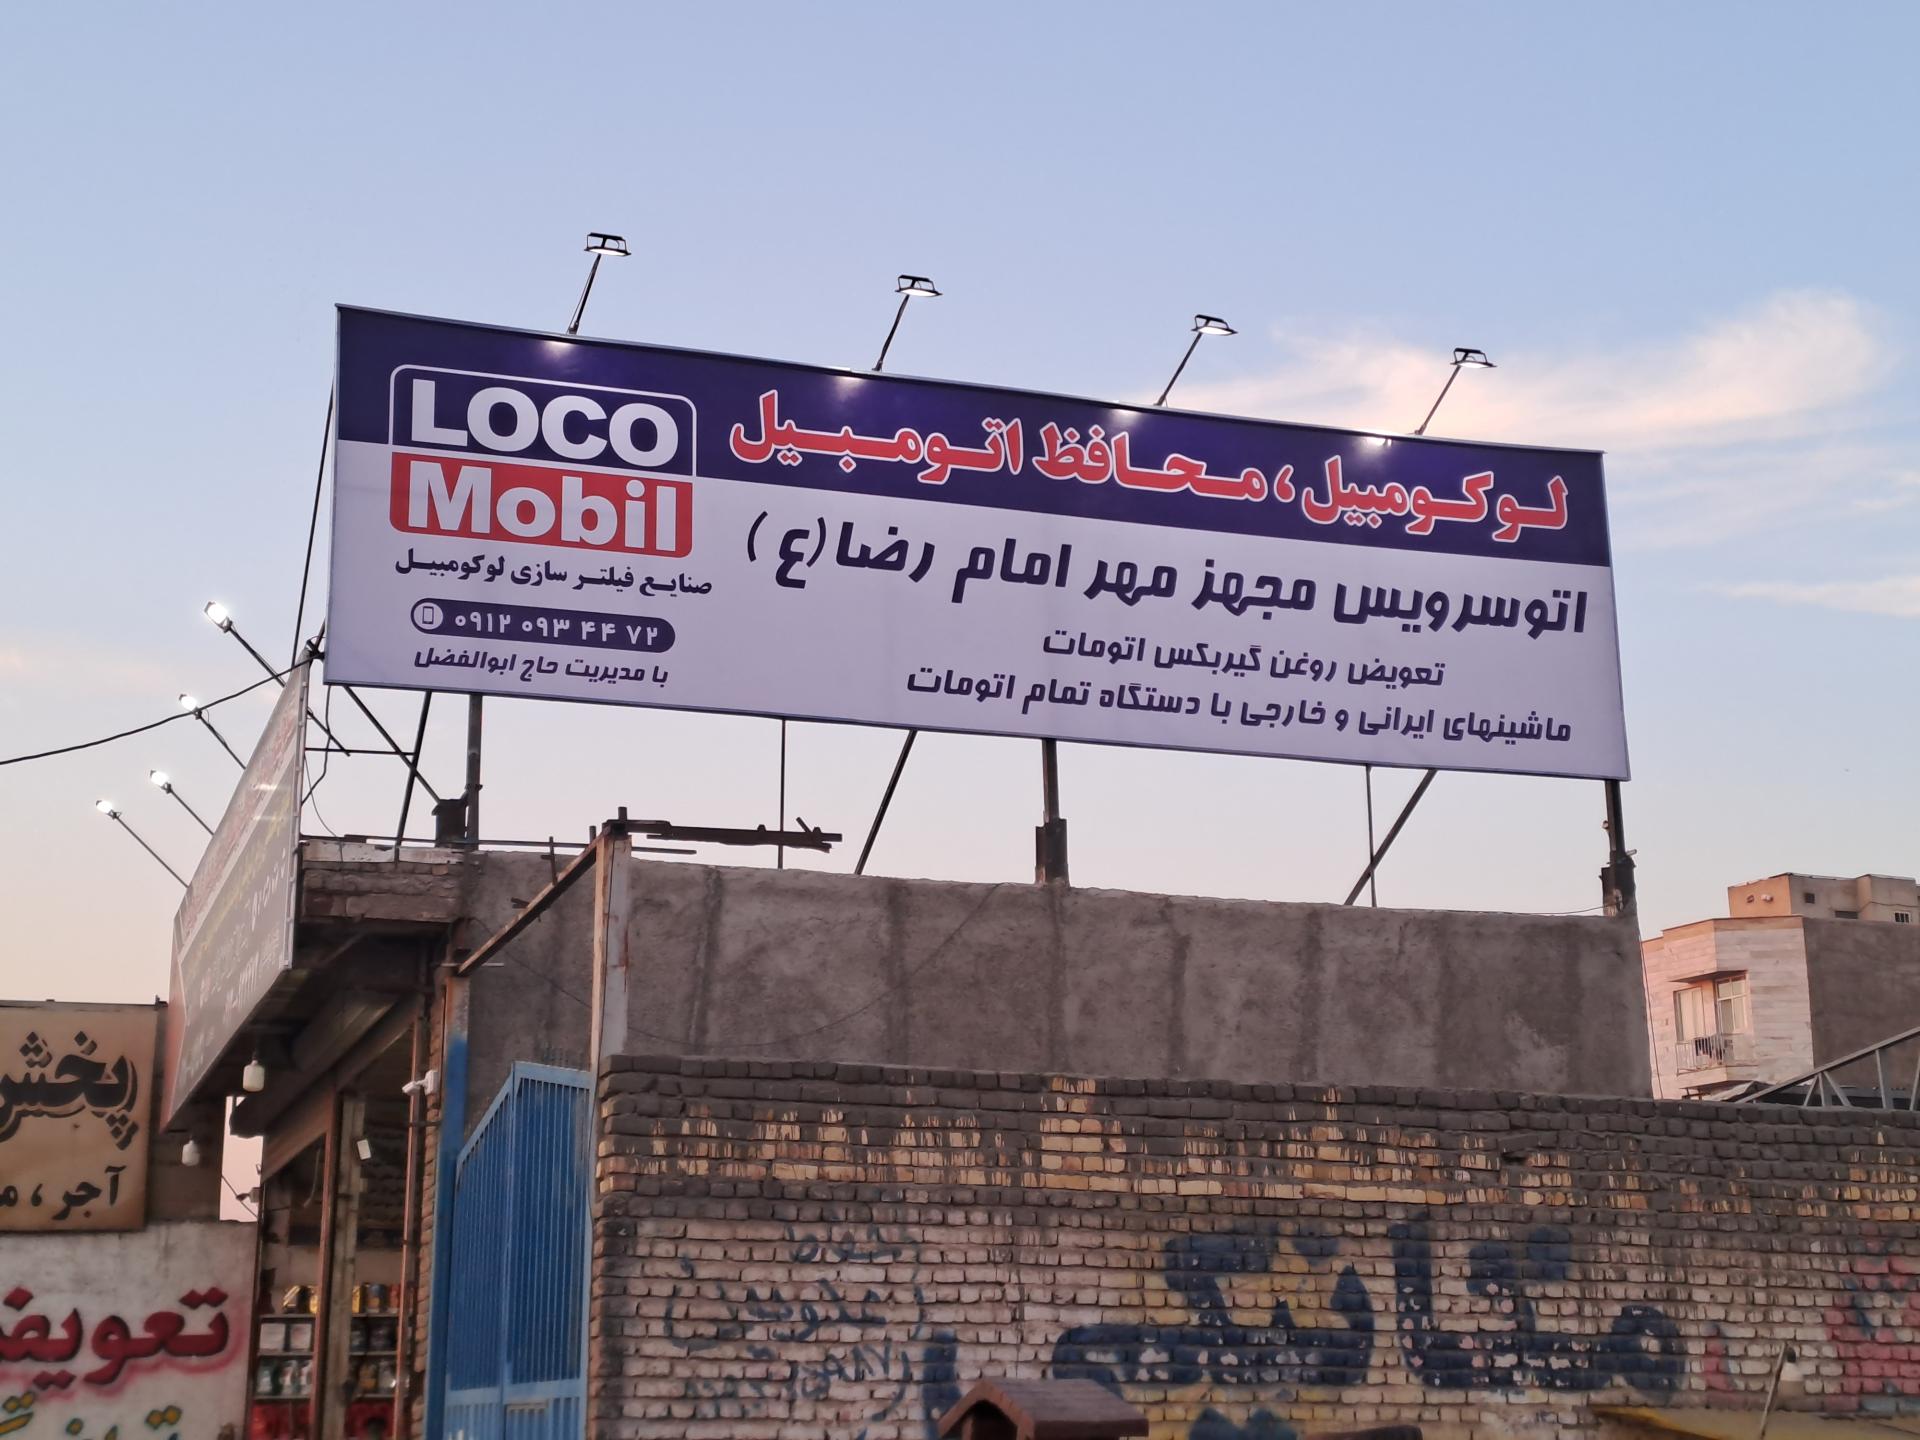 LOCO
Mobil
صنایع فیلتر سازی لوکومبیل
۰۹۱۲ ۰۹۳ ۴۴ ۷۲
با مدیریت حاج ابوالفضل
لوکومبیل، محافظ اتومبیل
اتوسرویس مجهز مهر امام رضا(ع)
تعویض روغن گیربکس اتومات
ماشینهای ایرانی و خارجی با دستگاه تمام اتومات
پخش
آجر ،
تعویض
مکانیکی